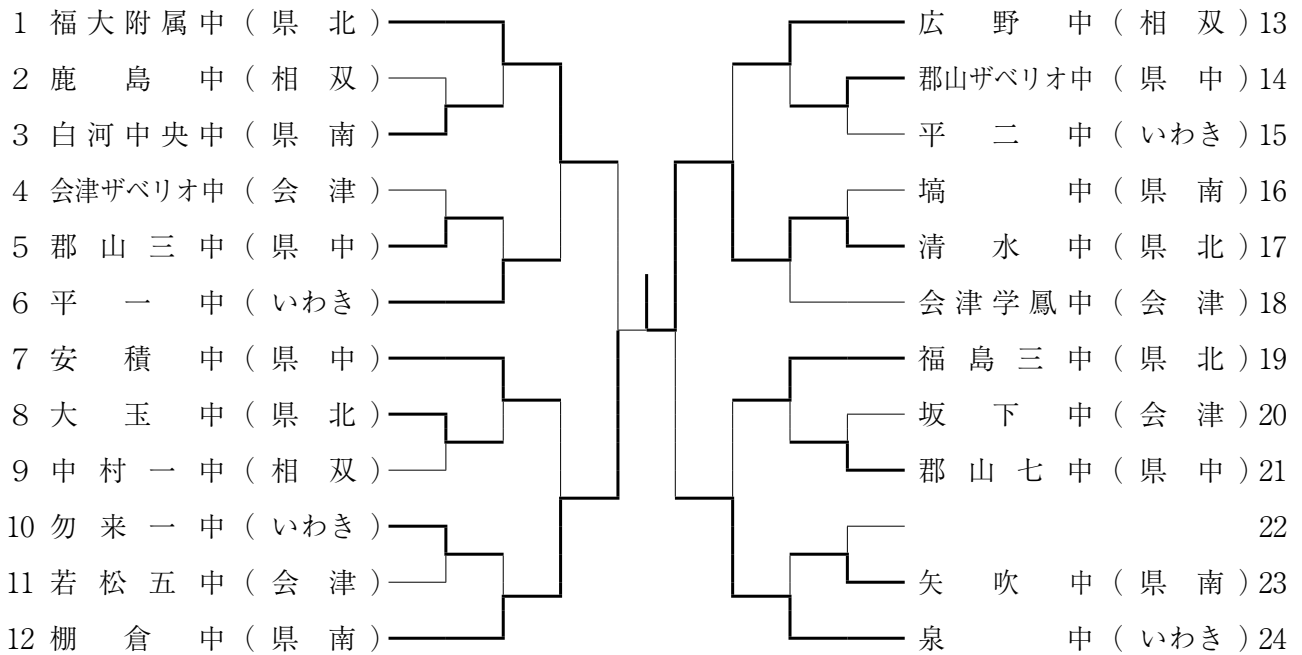 1 福大附属中 ( 県 北 )
2 鹿島中 ( 相 双 )
3 白河中央中 ( 県 南 )
4 会津ザベリオ中 ( 会 津 )
5 郡山三中 ( 県 中 )
6 平一中 ( いわき )
7 安積中 ( 県 中 )
8 大玉中 ( 県 北 )
9 中村一中 ( 相 双 )
10 勿来一中 ( いわき )
11 若松五中 ( 会 津 )
12 棚倉中 ( 県 南 )
広野中 ( 相 双 ) 13
郡山ザベリオ中 ( 県 中 ) 14
平二中 ( いわき ) 15
塙中 ( 県 南 ) 16
清水中 ( 県 北 ) 17
会津学鳳中 ( 会 津 ) 18
福島三中 ( 県 北 ) 19
坂下中 ( 会 津 ) 20
郡山七中 ( 県 中 ) 21
22
矢吹中 ( 県 南 ) 23
泉中 ( いわき ) 24